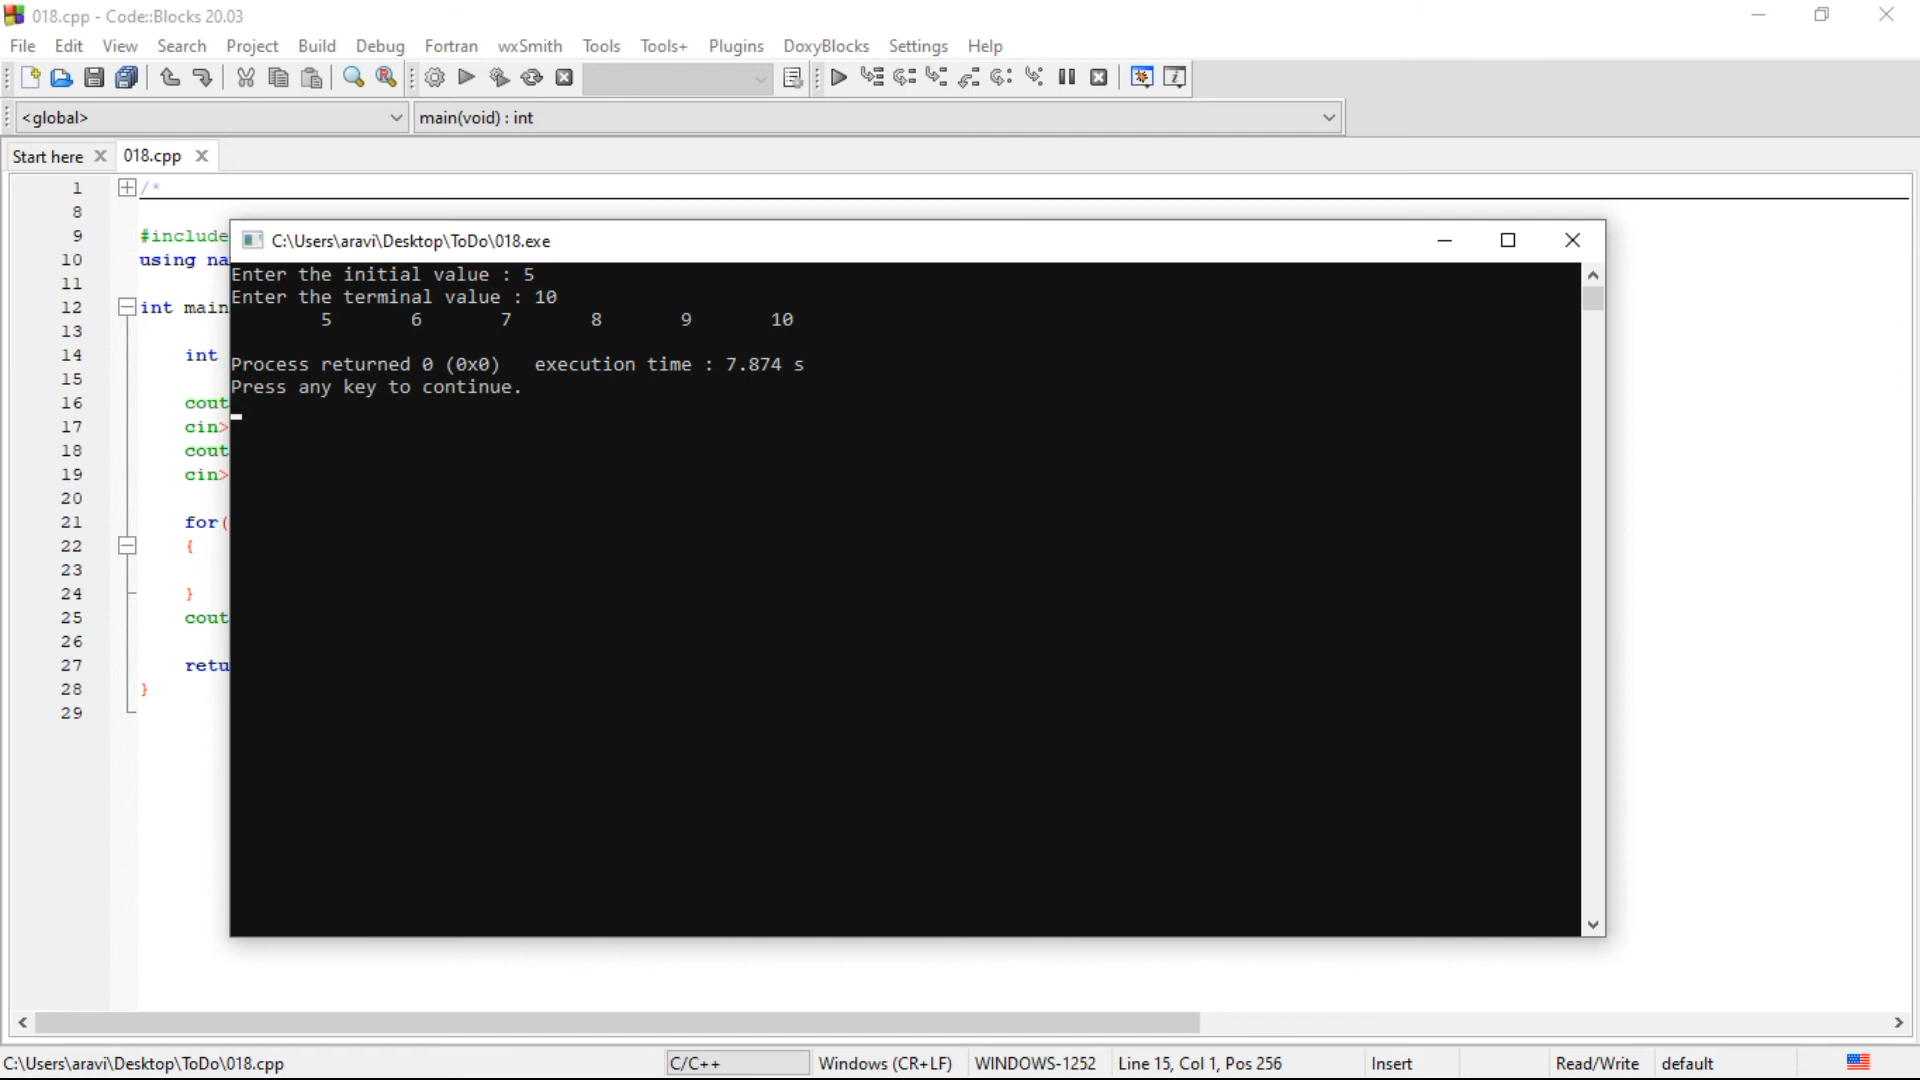 018.cpp - Code::Blocks 20.03
File Edit View Search Project Build Debug Fortran wxSmith Tools Tools+ Plugins DoxyBlocks Settings Help
<global> main(void) : int
Start here 018.cpp
1 /*
8
9 #include
10 using na
11
12 int main
13
14 int
15
16 cout
17 cin>
18 cout
19 cin>
20
21 for(
22 {
23
24 }
25 cout
26
27 retu
28 }
29
C:\Users\aravi\Desktop\ToDo\018.exe
Enter the initial value : 5
Enter the terminal value : 10
5 6 7 8 9 10
Process returned 0 (0x0) execution time : 7.874 s
Press any key to continue.
C:\Users\aravi\Desktop\ToDo\018.cpp C/C++ Windows (CR+LF) WINDOWS-1252 Line 15, Col 1, Pos 256 Insert Read/Write default